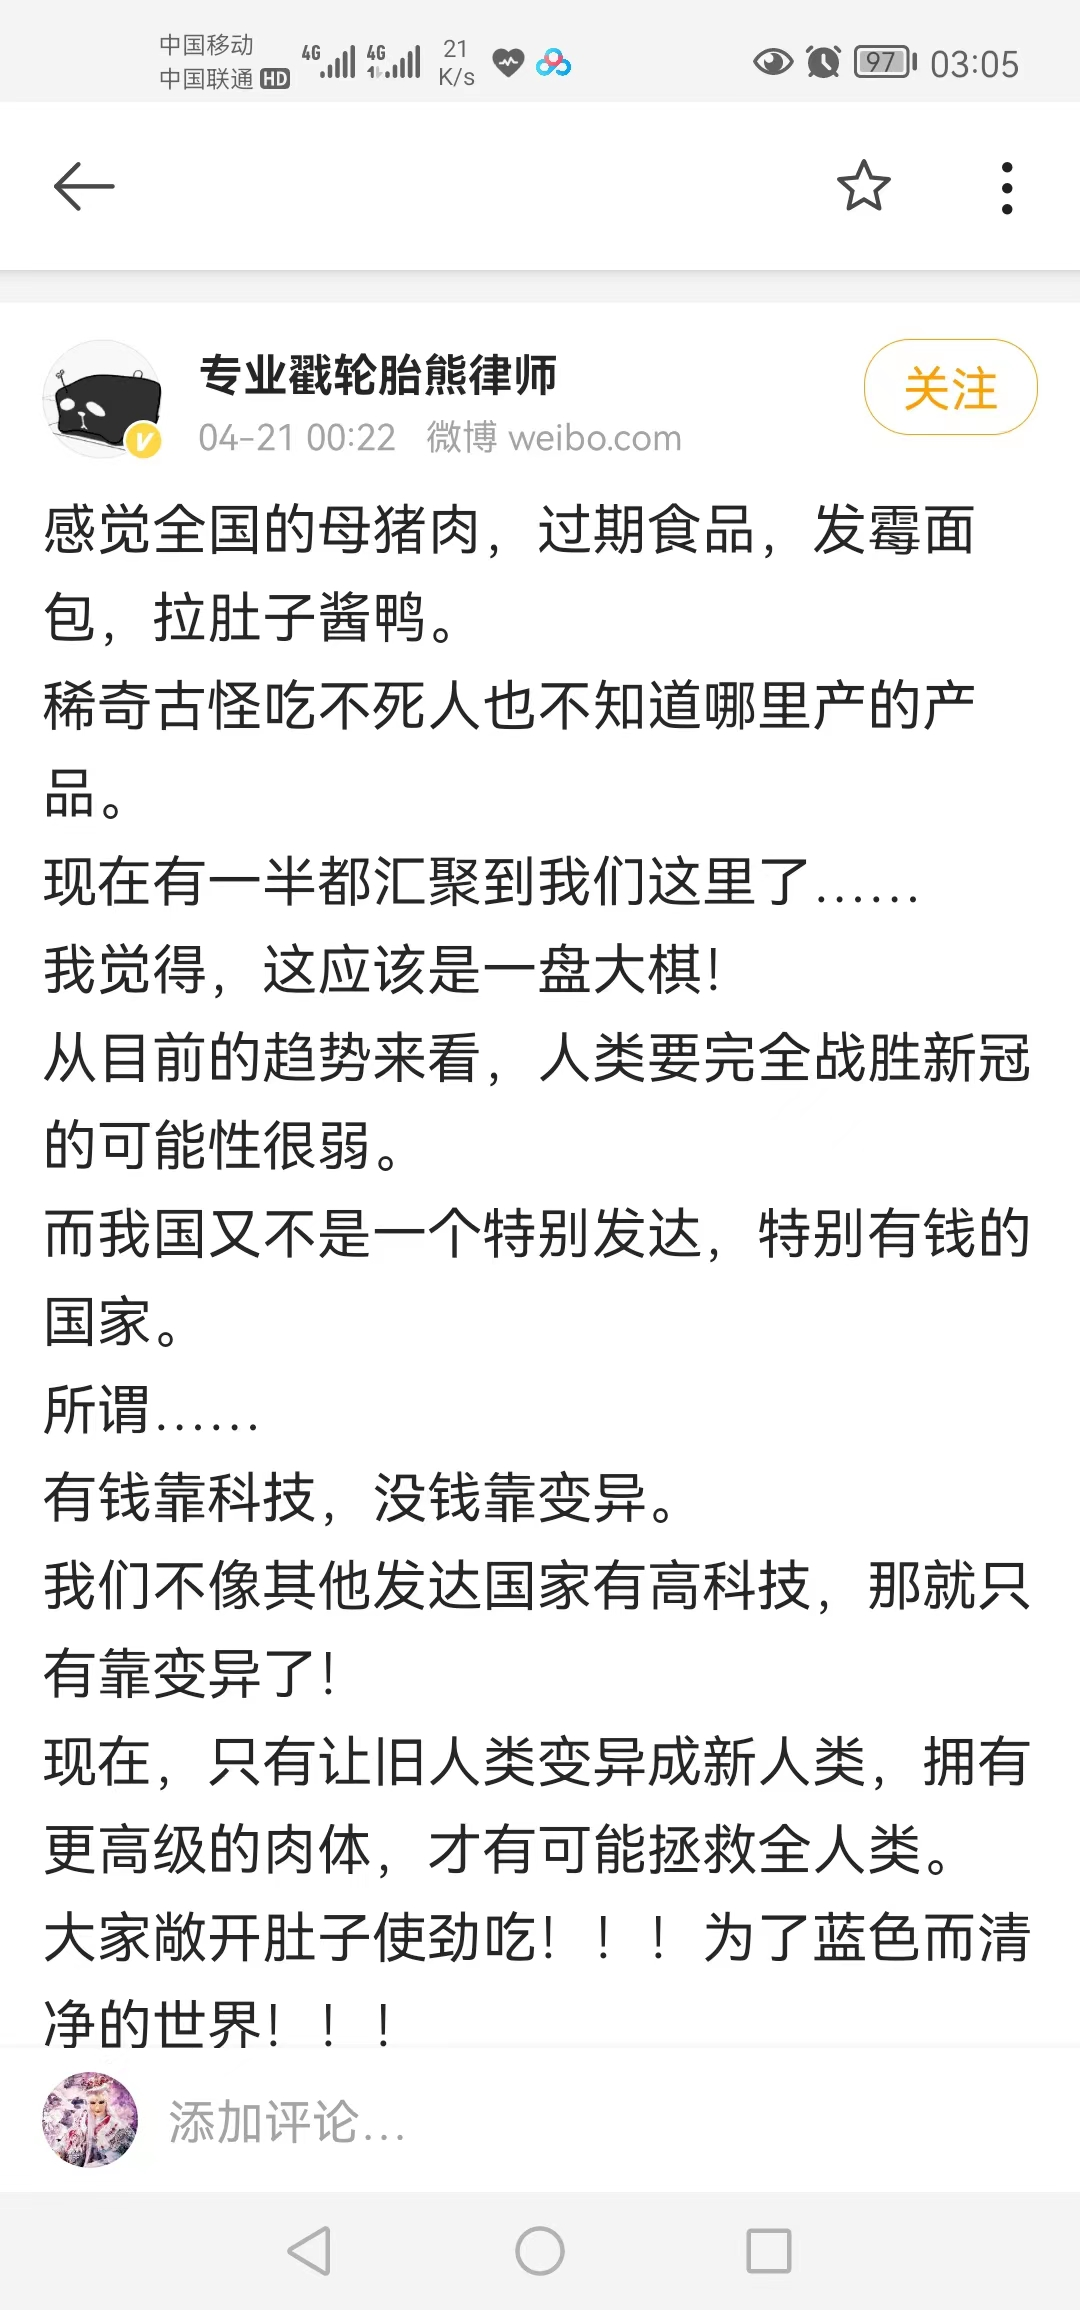 中国移动
中国联通 HD
4G
4G
21
K/s
97
03:05
专业戳轮胎熊律师
04-21 00:22 微博 weibo.com
关注
感觉全国的母猪肉，过期食品，发霉面
包，拉肚子酱鸭。
稀奇古怪吃不死人也不知道哪里产的产
品。
现在有一半都汇聚到我们这里了……
我觉得，这应该是一盘大棋！
从目前的趋势来看，人类要完全战胜新冠
的可能性很弱。
而我国又不是一个特别发达，特别有钱的
国家。
所谓……
有钱靠科技，没钱靠变异。
我们不像其他发达国家有高科技，那就只
有靠变异了！
现在，只有让旧人类变异成新人类，拥有
更高级的肉体，才有可能拯救全人类。
大家敞开肚子使劲吃！！！为了蓝色而清
净的世界！！！
添加评论...